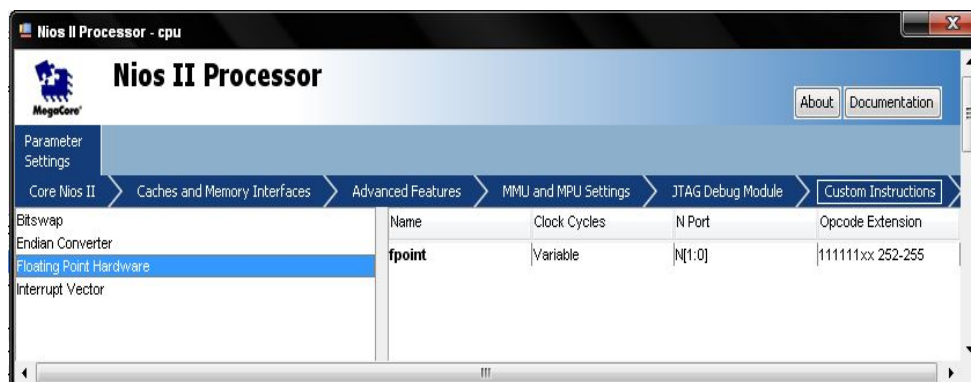 Nios II Processor - cpu
X
MegaCore®
Nios II Processor
About Documentation
Parameter
Settings
Core Nios II Caches and Memory Interfaces Advanced Features MMU and MPU Settings JTAG Debug Module Custom Instructions
Bitswap
Endian Converter
Floating Point Hardware
Interrupt Vector
Name Clock Cycles N Port Opcode Extension
fpoint Variable N[1:0] 111111xx 252-255